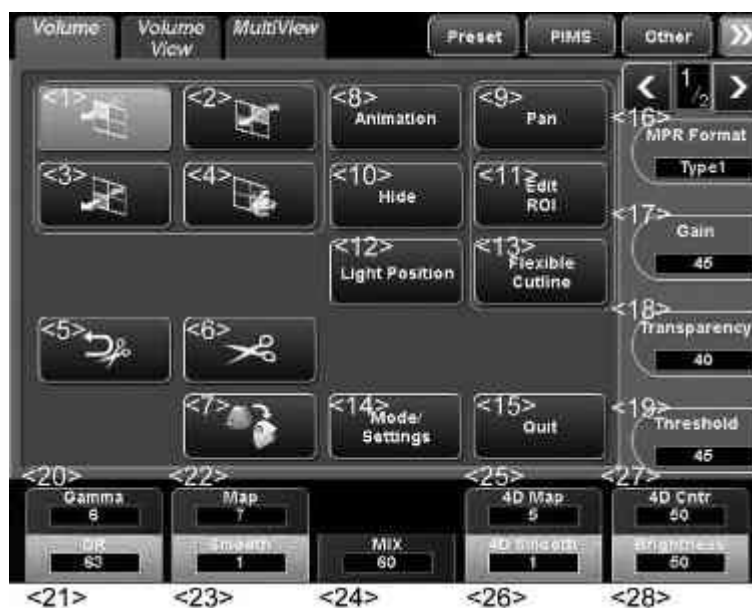 Volume
Volume View
MultiView
Preset
PIMS
Other
1/2
<1>
<2>
<8>
Animation
<9>
Pan
<16>
MPR Format
Type1
<3>
<4>
<10>
Hide
<11>
Edit
ROI
<17>
Gain
45
<12>
Light Position
<13>
Flexible
Cutline
<18>
Transparency
40
<5>
<6>
<7>
<14>
Mode/
Settings
<15>
Quit
<19>
Threshold
45
<20>
<22>
<25>
<27>
Gamma
6
Map
7
4D Map
5
4D Cntr
50
DR
63
Smooth
1
MIX
60
4D Smooth
1
Brightness
50
<21>
<23>
<24>
<26>
<28>